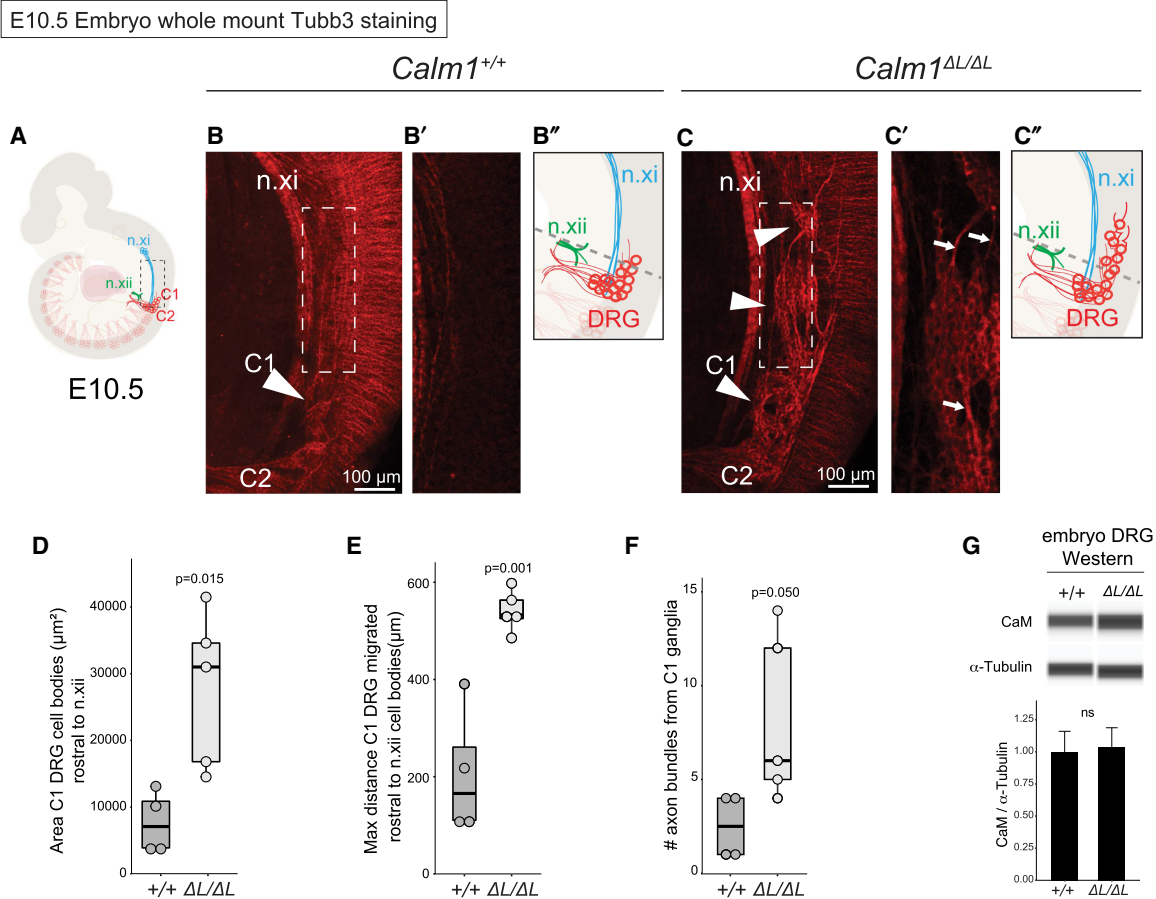 E10.5 Embryo whole mount Tubb3 staining
Calm1+/+
Calm1ΔL/ΔL
A
B
B′
B″
C
C′
C″
n.xi
n.xii
C1
C2
E10.5
n.xi
C1
C2
100 µm
n.xi
n.xii
DRG
n.xi
C1
C2
100 µm
n.xi
n.xii
DRG
D
Area C1 DRG cell bodies (µm²)
rostral to n.xii
40000
30000
20000
10000
0
p=0.015
+/+
ΔL/ΔL
E
Max distance C1 DRG migrated
rostral to n.xii cell bodies(µm)
600
400
200
0
p=0.001
+/+
ΔL/ΔL
F
# axon bundles from C1 ganglia
15
10
5
0
p=0.050
+/+
ΔL/ΔL
G
embryo DRG
Western
+/+
ΔL/ΔL
CaM
α-Tubulin
CaM / α-Tubulin
1.25
1.00
0.75
0.50
0.25
0.00
ns
+/+
ΔL/ΔL